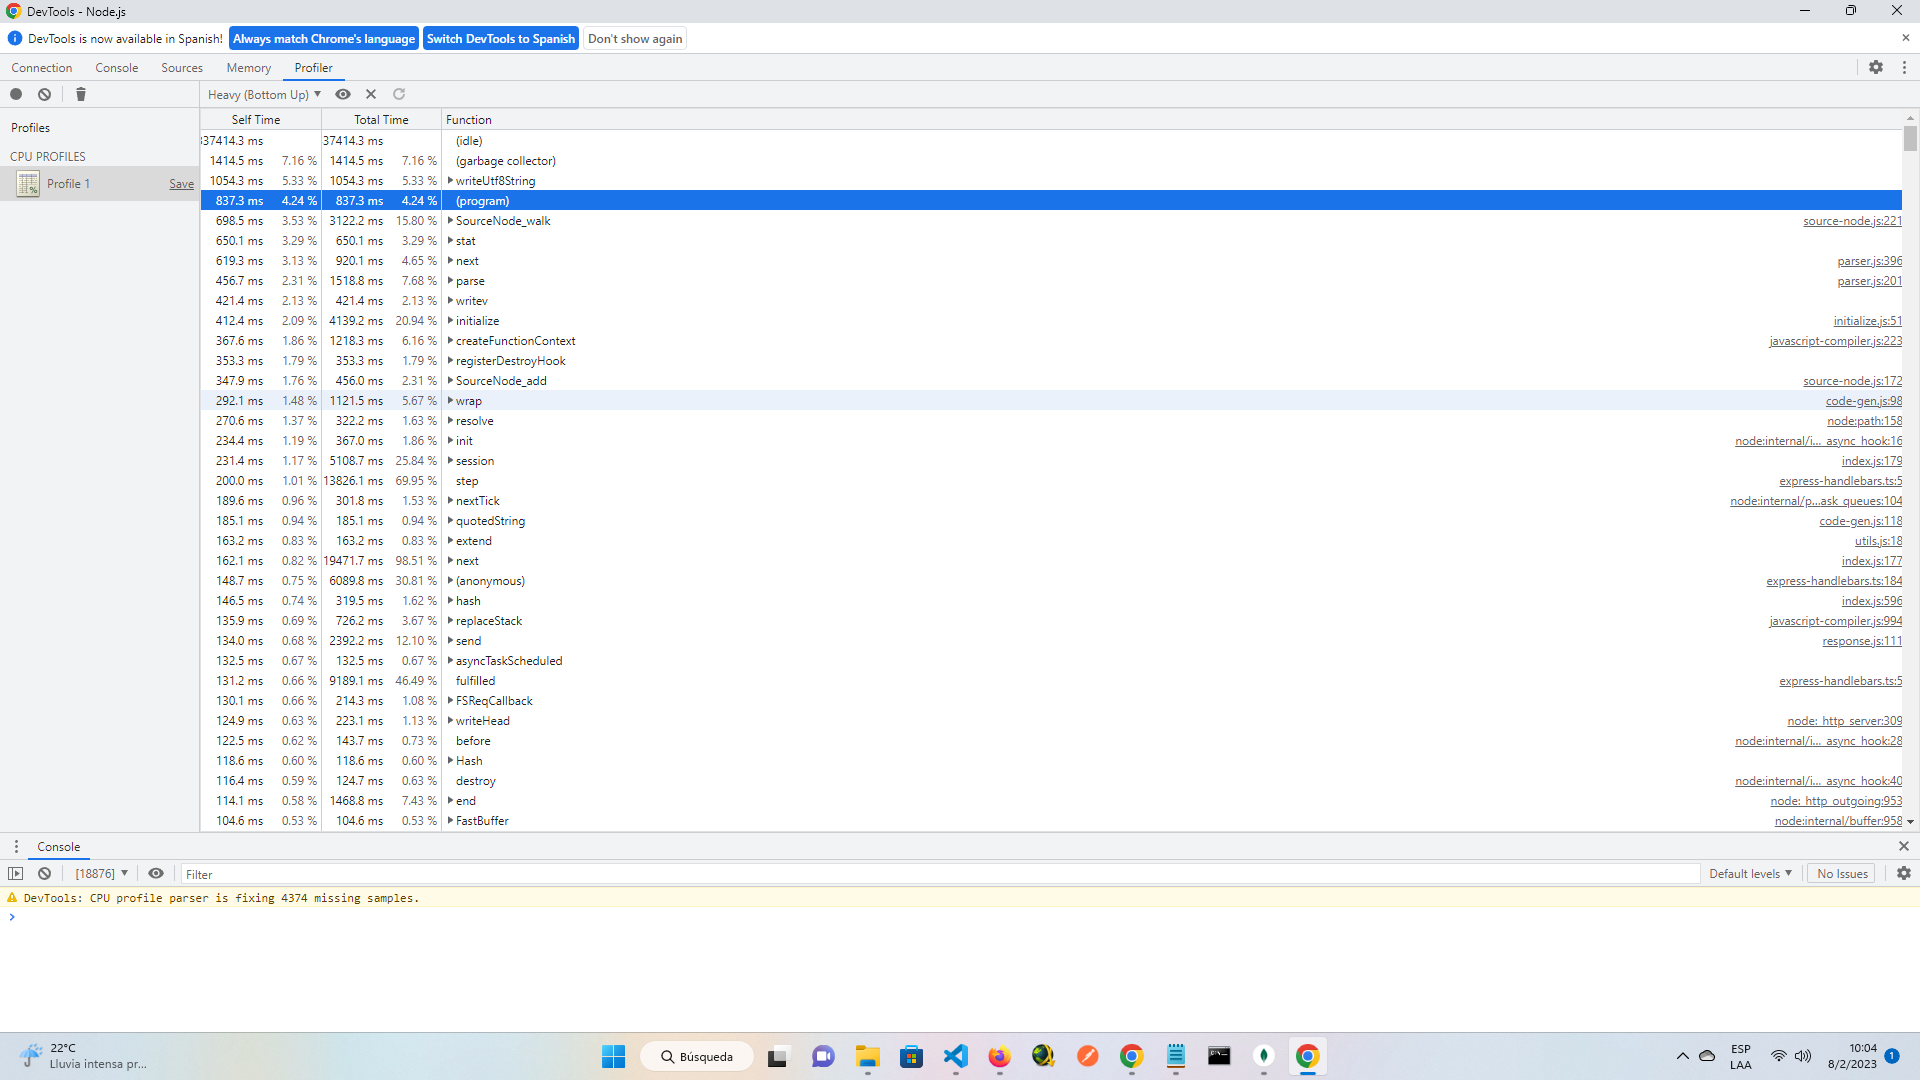 DevTools - Node.js
DevTools is now available in Spanish! Always match Chrome's language Switch DevTools to Spanish Don't show again
Connection Console Sources Memory Profiler
Heavy (Bottom Up)
Profiles
CPU PROFILES
Profile 1 Save
Self Time Total Time Function
37414.3 ms 37414.3 ms (idle)
1414.5 ms 7.16 % 1414.5 ms 7.16 % (garbage collector)
1054.3 ms 5.33 % 1054.3 ms 5.33 % writeUtf8String
837.3 ms 4.24 % 837.3 ms 4.24 % (program)
698.5 ms 3.53 % 3122.2 ms 15.80 % SourceNode_walk source-node.js:221
650.1 ms 3.29 % 650.1 ms 3.29 % stat
619.3 ms 3.13 % 920.1 ms 4.65 % next parser.js:396
456.7 ms 2.31 % 1518.8 ms 7.68 % parse parser.js:201
421.4 ms 2.13 % 421.4 ms 2.13 % writev
412.4 ms 2.09 % 4139.2 ms 20.94 % initialize initialize.js:51
367.6 ms 1.86 % 1218.3 ms 6.16 % createFunctionContext javascript-compiler.js:223
353.3 ms 1.79 % 353.3 ms 1.79 % registerDestroyHook
347.9 ms 1.76 % 456.0 ms 2.31 % SourceNode_add source-node.js:172
292.1 ms 1.48 % 1121.5 ms 5.67 % wrap code-gen.js:98
270.6 ms 1.37 % 322.2 ms 1.63 % resolve node:path:158
234.4 ms 1.19 % 367.0 ms 1.86 % init node:internal/i... async_hook:16
231.4 ms 1.17 % 5108.7 ms 25.84 % session index.js:179
200.0 ms 1.01 % 13826.1 ms 69.95 % step express-handlebars.ts:5
189.6 ms 0.96 % 301.8 ms 1.53 % nextTick node:internal/p...ask_queues:104
185.1 ms 0.94 % 185.1 ms 0.94 % quotedString code-gen.js:118
163.2 ms 0.83 % 163.2 ms 0.83 % extend utils.js:18
162.1 ms 0.82 % 19471.7 ms 98.51 % next index.js:177
148.7 ms 0.75 % 6089.8 ms 30.81 % (anonymous) express-handlebars.ts:184
146.5 ms 0.74 % 319.5 ms 1.62 % hash index.js:596
135.9 ms 0.69 % 726.2 ms 3.67 % replaceStack javascript-compiler.js:994
134.0 ms 0.68 % 2392.2 ms 12.10 % send response.js:111
132.5 ms 0.67 % 132.5 ms 0.67 % asyncTaskScheduled
131.2 ms 0.66 % 9189.1 ms 46.49 % fulfilled express-handlebars.ts:5
130.1 ms 0.66 % 214.3 ms 1.08 % FSReqCallback
124.9 ms 0.63 % 223.1 ms 1.13 % writeHead node:_http_server:309
122.5 ms 0.62 % 143.7 ms 0.73 % before node:internal/i... async_hook:28
118.6 ms 0.60 % 118.6 ms 0.60 % Hash
116.4 ms 0.59 % 124.7 ms 0.63 % destroy node:internal/i... async_hook:40
114.1 ms 0.58 % 1468.8 ms 7.43 % end node:_http_outgoing:953
104.6 ms 0.53 % 104.6 ms 0.53 % FastBuffer node:internal/buffer:958
Console
[18876] Filter Default levels No Issues
DevTools: CPU profile parser is fixing 4374 missing samples.
22°C
Lluvia intensa pr...
Búsqueda
ESP
LAA
10:04
8/2/2023
1